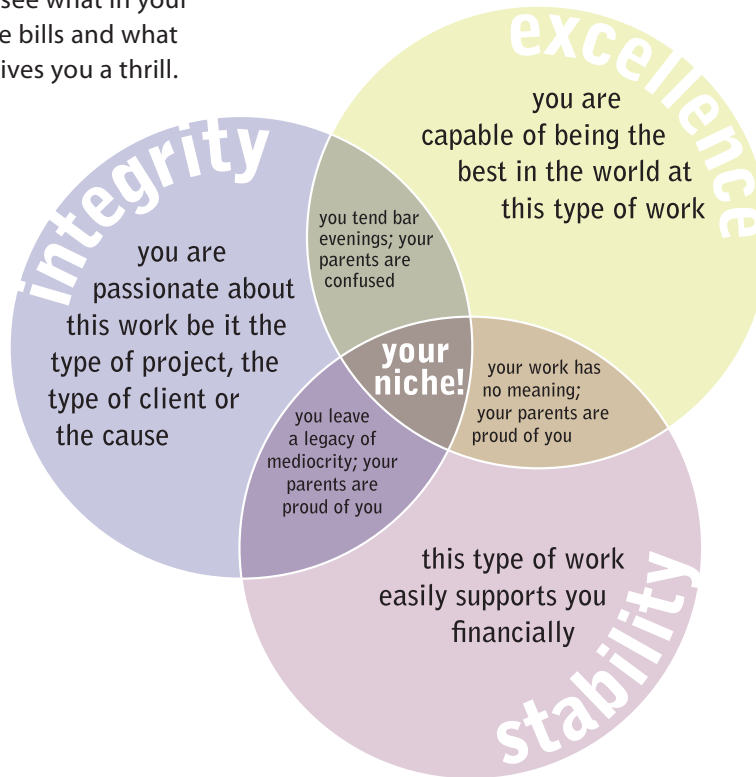 see what in your
bills and what
ives you a thrill.
excellence
you are
capable of being the
best in the world at
this type of work
integrity
you are
passionate about
this work be it the
type of project, the
type of client or
the cause
you tend bar
evenings; your
parents are
confused
your
niche!
your work has
no meaning;
your parents are
proud of you
you leave
a legacy of
mediocrity; your
parents are
proud of you
this type of work
easily supports you
financially
stability